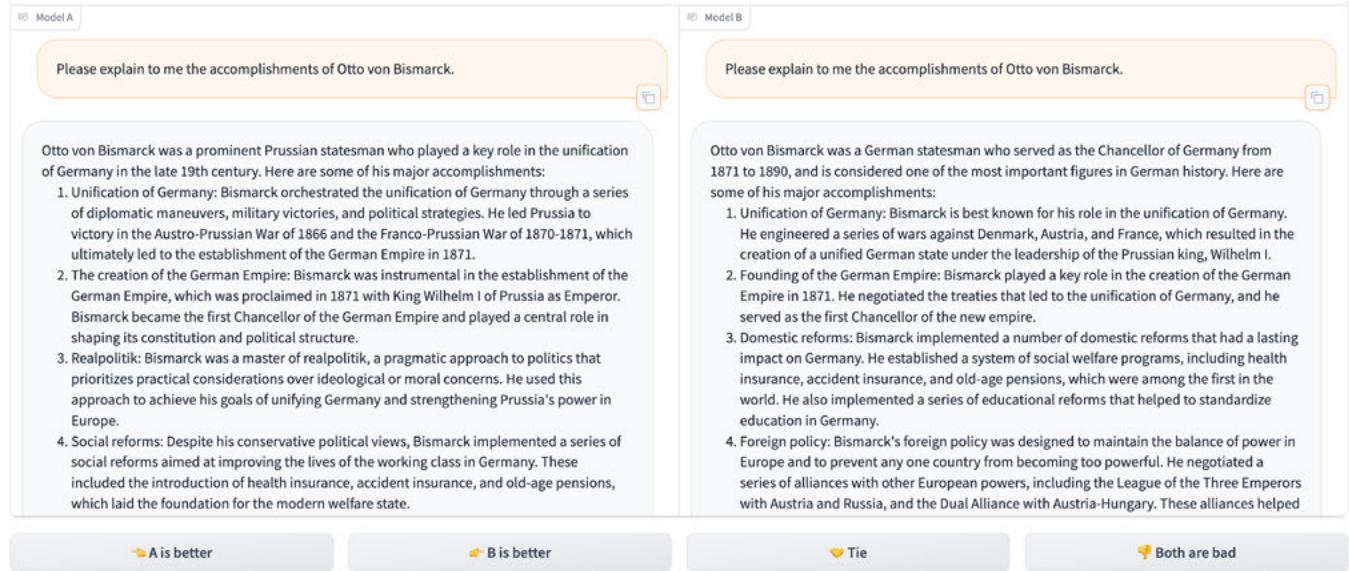 Model A
Please explain to me the accomplishments of Otto von Bismarck.
Otto von Bismarck was a prominent Prussian statesman who played a key role in the unification
of Germany in the late 19th century. Here are some of his major accomplishments:
1. Unification of Germany: Bismarck orchestrated the unification of Germany through a series
of diplomatic maneuvers, military victories, and political strategies. He led Prussia to
victory in the Austro-Prussian War of 1866 and the Franco-Prussian War of 1870-1871, which
ultimately led to the establishment of the German Empire in 1871.
2. The creation of the German Empire: Bismarck was instrumental in the establishment of the
German Empire, which was proclaimed in 1871 with King Wilhelm I of Prussia as Emperor.
Bismarck became the first Chancellor of the German Empire and played a central role in
shaping its constitution and political structure.
3. Realpolitik: Bismarck was a master of realpolitik, a pragmatic approach to politics that
prioritizes practical considerations over ideological or moral concerns. He used this
approach to achieve his goals of unifying Germany and strengthening Prussia's power in
Europe.
4. Social reforms: Despite his conservative political views, Bismarck implemented a series of
social reforms aimed at improving the lives of the working class in Germany. These
included the introduction of health insurance, accident insurance, and old-age pensions,
which laid the foundation for the modern welfare state.
Model B
Please explain to me the accomplishments of Otto von Bismarck.
Otto von Bismarck was a German statesman who served as the Chancellor of Germany from
1871 to 1890, and is considered one of the most important figures in German history. Here are
some of his major accomplishments:
1. Unification of Germany: Bismarck is best known for his role in the unification of Germany.
He engineered a series of wars against Denmark, Austria, and France, which resulted in the
creation of a unified German state under the leadership of the Prussian king, Wilhelm I.
2. Founding of the German Empire: Bismarck played a key role in the creation of the German
Empire in 1871. He negotiated the treaties that led to the unification of Germany, and he
served as the first Chancellor of the new empire.
3. Domestic reforms: Bismarck implemented a number of domestic reforms that had a lasting
impact on Germany. He established a system of social welfare programs, including health
insurance, accident insurance, and old-age pensions, which were among the first in the
world. He also implemented a series of educational reforms that helped to standardize
education in Germany.
4. Foreign policy: Bismarck's foreign policy was designed to maintain the balance of power in
Europe and to prevent any one country from becoming too powerful. He negotiated a
series of alliances with other European powers, including the League of the Three Emperors
with Austria and Russia, and the Dual Alliance with Austria-Hungary. These alliances helped
👈 A is better
👉 B is better
🤝 Tie
👎 Both are bad